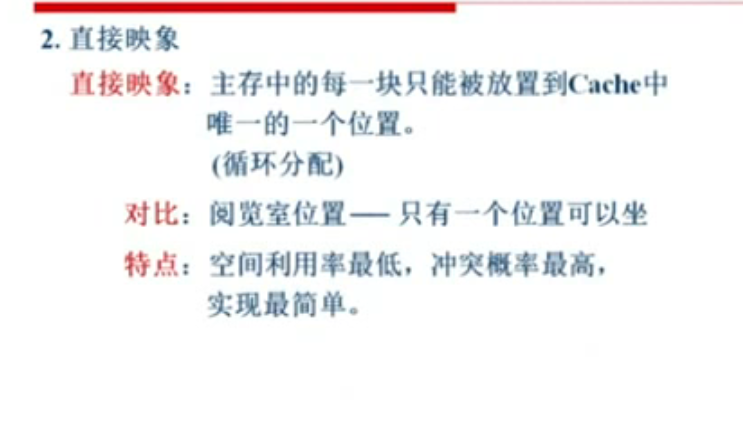 2. 直接映象
直接映象：主存中的每一块只能被放置到Cache中
唯一的一个位置。
(循环分配)
对比：阅览室位置── 只有一个位置可以坐
特点：空间利用率最低，冲突概率最高，
实现最简单。